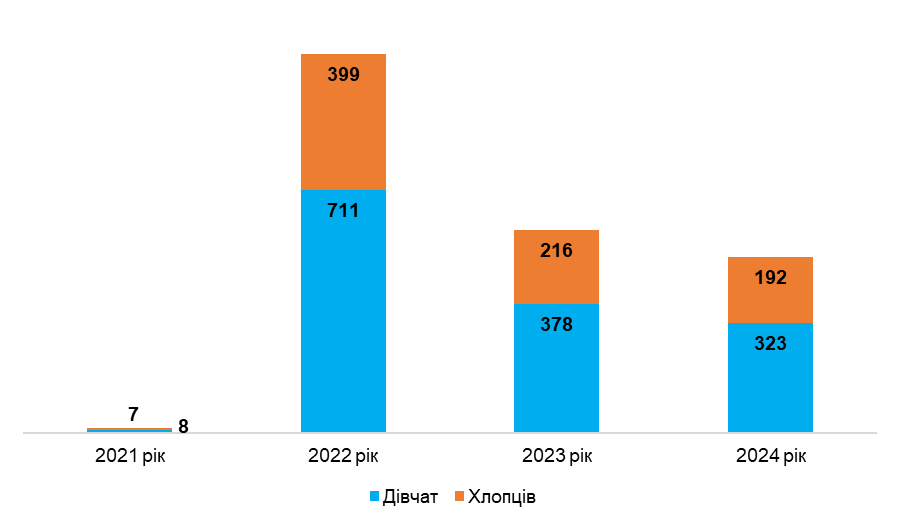 399
711
216
378
192
323
7
8
2021 рік
2022 рік
2023 рік
2024 рік
Дівчат
Хлопців